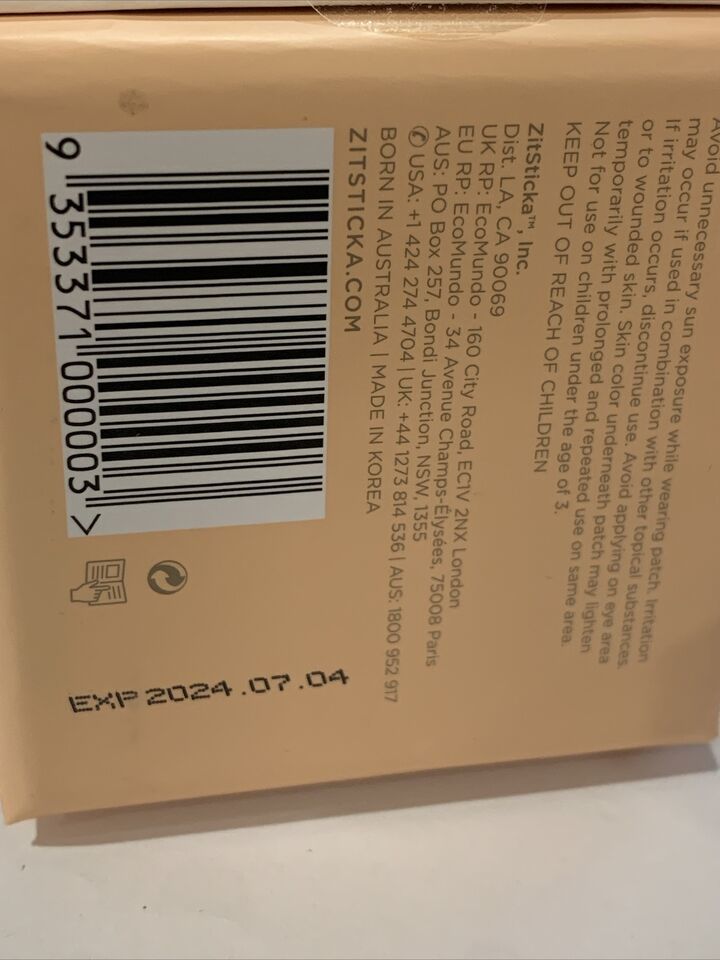 Avoid unnecessary sun exposure while wearing patch. Irritation
may occur if used in combination with other topical substances.
If irritation occurs, discontinue use. Avoid applying on eye area
or to wounded skin. Skin color underneath patch may lighten
temporarily with prolonged and repeated use on same area.
Not for use on children under the age of 3.
KEEP OUT OF REACH OF CHILDREN
ZitSticka™, Inc.
Dist. LA, CA 90069
UK RP: EcoMundo - 160 City Road, EC1V 2NX London
EU RP: EcoMundo - 34 Avenue Champs-Élysées, 75008 Paris
AUS: PO Box 257, Bondi Junction, NSW, 1355
✆ USA: +1 424 274 4704 | UK: +44 1273 814 536 | AUS: 1800 952 917
BORN IN AUSTRALIA | MADE IN KOREA
ZITSTICKA.COM
9 353371 000003 >
EXP 2024.07.04